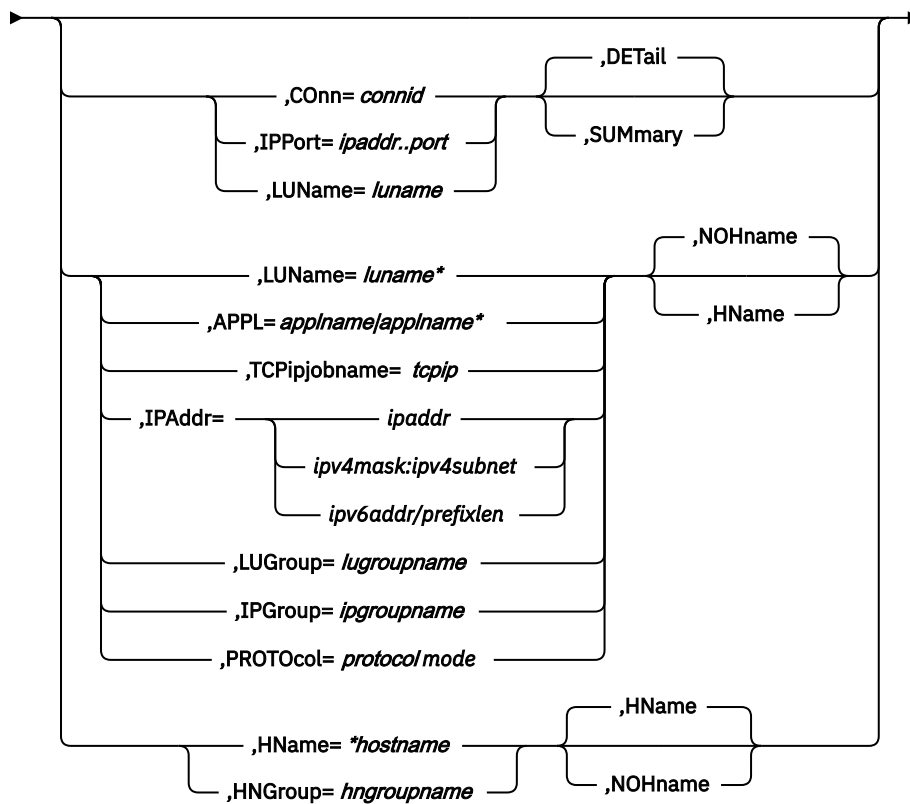 ,DETail
,COnn= connid
,IPPort= ipaddr..port
,SUMmary
,LUName= luname
,NOHname
,LUName= luname*
,HName
,APPL= applname|applname*
,TCPipjobname= tcpip
,IPAddr= ipaddr
ipv4mask:ipv4subnet
ipv6addr/prefixlen
,LUGroup= lugroupname
,IPGroup= ipgroupname
,PROTOcol= protocol mode
,HName
,HName= *hostname
,NOHname
,HNGroup= hngroupname